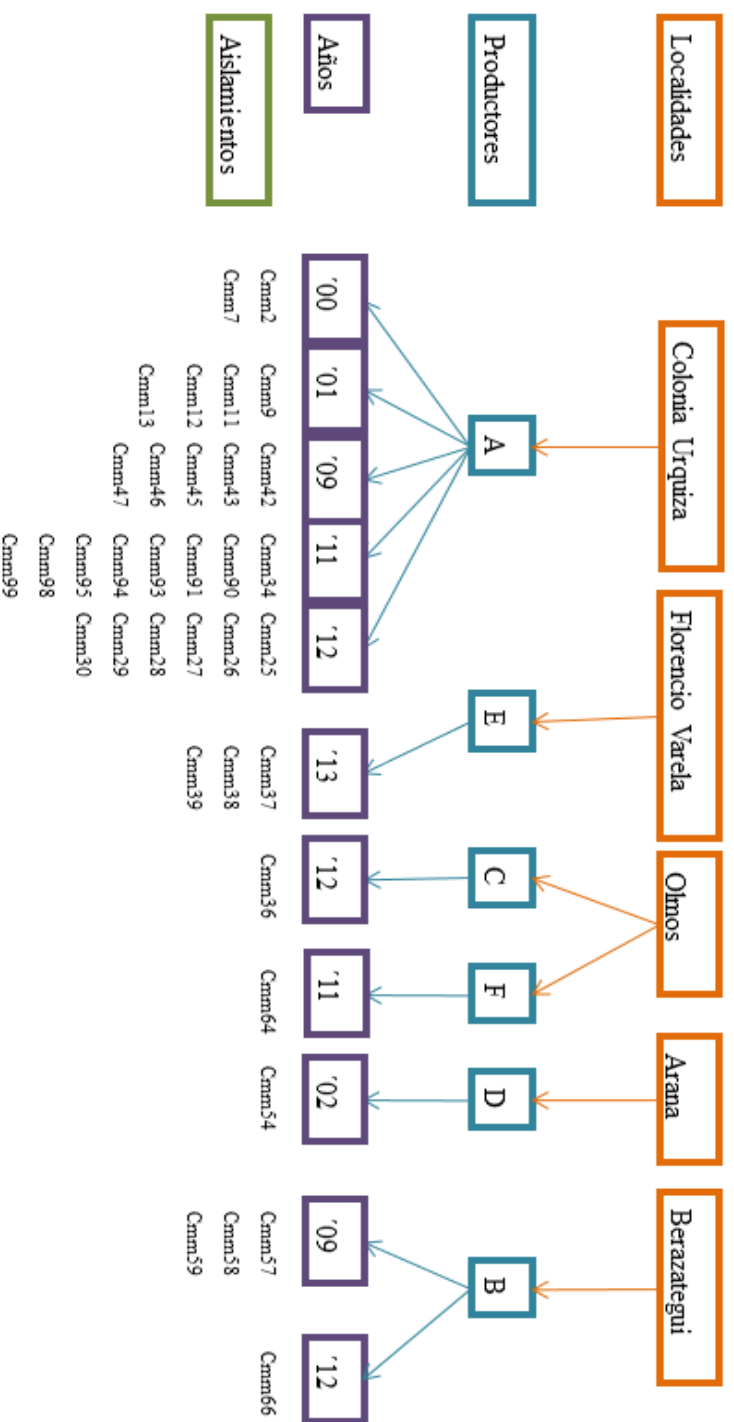 Localidades
Colonia Urquiza
Florencio Varela
Olmos
Arana
Berazategui
Productores
A
E
C
F
D
B
Años
´00
´01
´09
´11
´12
´13
´12
´11
´02
´09
´12
Aislamientos
Cmm2
Cmm7
Cmm9
Cmm11
Cmm12
Cmm13
Cmm42
Cmm43
Cmm45
Cmm46
Cmm47
Cmm34
Cmm90
Cmm91
Cmm93
Cmm94
Cmm95
Cmm98
Cmm99
Cmm25
Cmm26
Cmm27
Cmm28
Cmm29
Cmm30
Cmm37
Cmm38
Cmm39
Cmm36
Cmm64
Cmm54
Cmm57
Cmm58
Cmm59
Cmm66